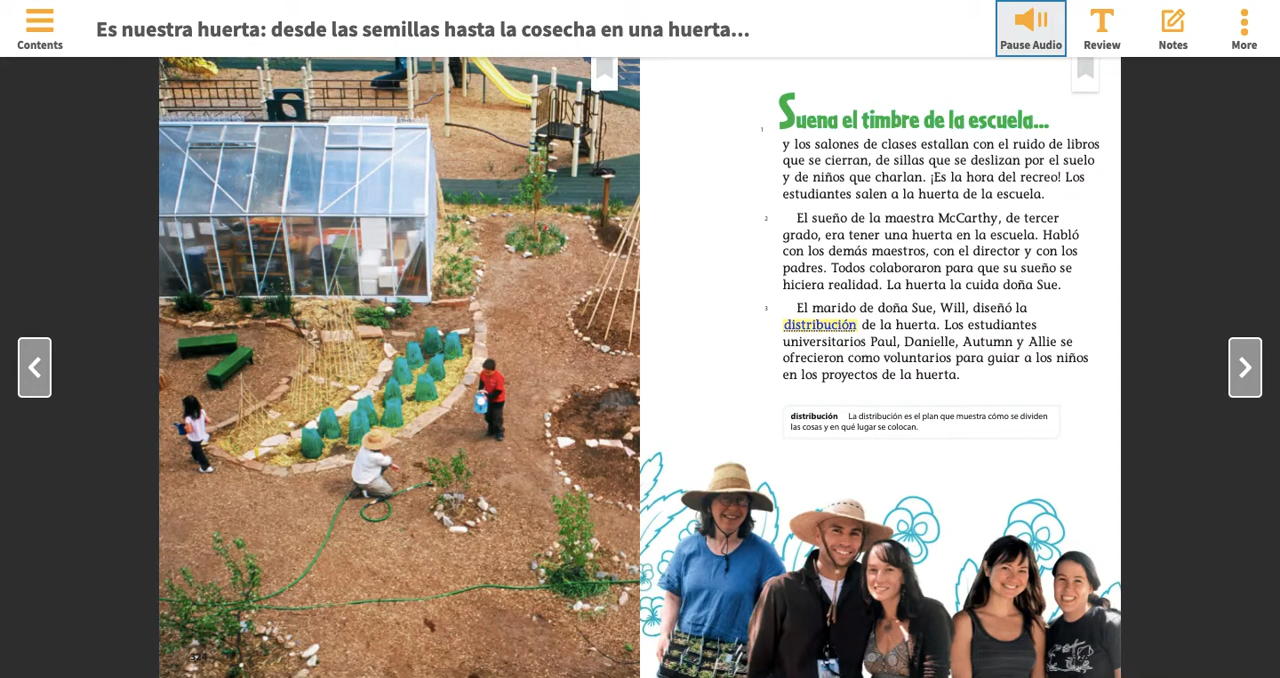 Contents
Es nuestra huerta: desde las semillas hasta la cosecha en una huerta...
Pause Audio
Review
Notes
More
Suena el timbre de la escuela...
1
y los salones de clases estallan con el ruido de libros
que se cierran, de sillas que se deslizan por el suelo
y de niños que charlan. ¡Es la hora del recreo! Los
estudiantes salen a la huerta de la escuela.
2
El sueño de la maestra McCarthy, de tercer
grado, era tener una huerta en la escuela. Habló
con los demás maestros, con el director y con los
padres. Todos colaboraron para que su sueño se
hiciera realidad. La huerta la cuida doña Sue.
3
El marido de doña Sue, Will, diseñó la
distribución de la huerta. Los estudiantes
universitarios Paul, Danielle, Autumn y Allie se
ofrecieron como voluntarios para guiar a los niños
en los proyectos de la huerta.
distribución La distribución es el plan que muestra cómo se dividen
las cosas y en qué lugar se colocan.